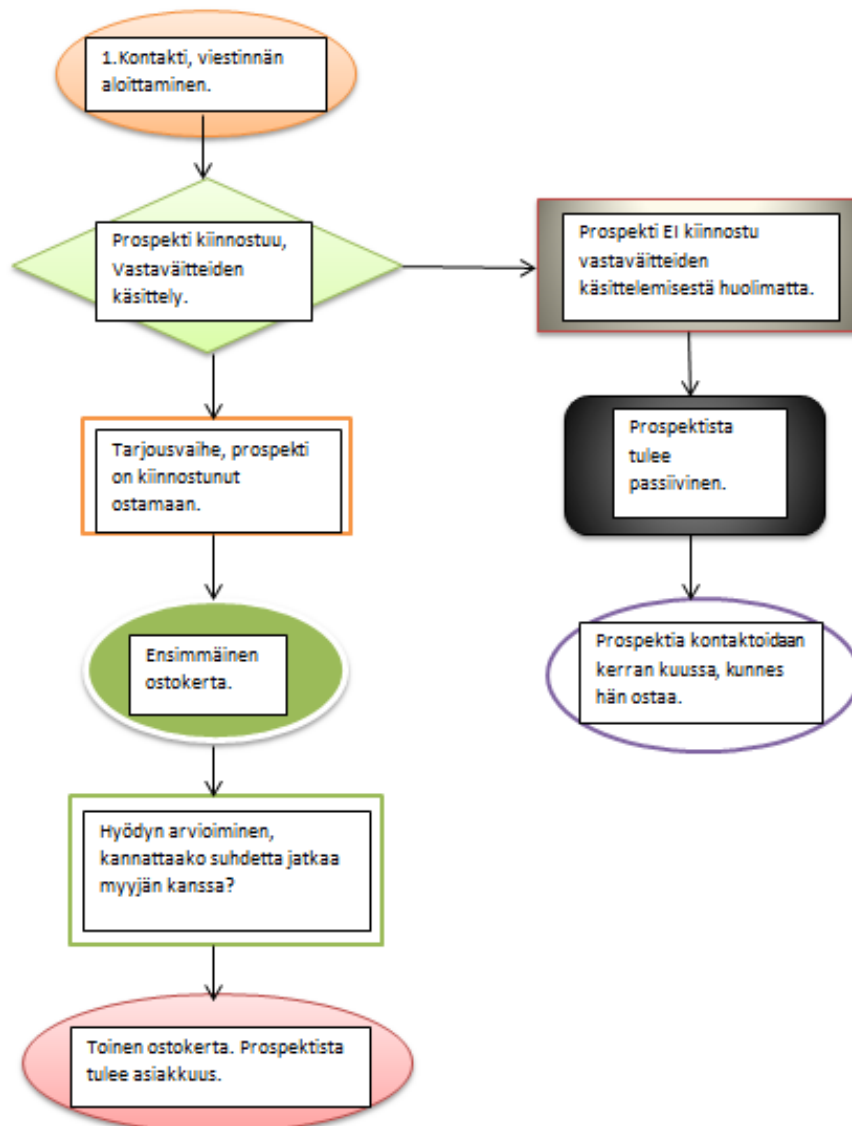 1.Kontakti, viestinnän
aloittaminen.
Prospekti kiinnostuu,
Vastaväitteiden
käsittely.
Prospekti EI kiinnostu
vastaväitteiden
käsittelemisestä huolimatta.
Tarjousvaihe, prospekti
on kiinnostunut
ostamaan.
Prospektista
tulee
passiivinen.
Ensimmäinen
ostokerta.
Prospektia kontaktoidaan
kerran kuussa, kunnes
hän ostaa.
Hyödyn arvioiminen,
kannattaako suhdetta jatkaa
myyjän kanssa?
Toinen ostokerta. Prospektista
tulee asiakkuus.